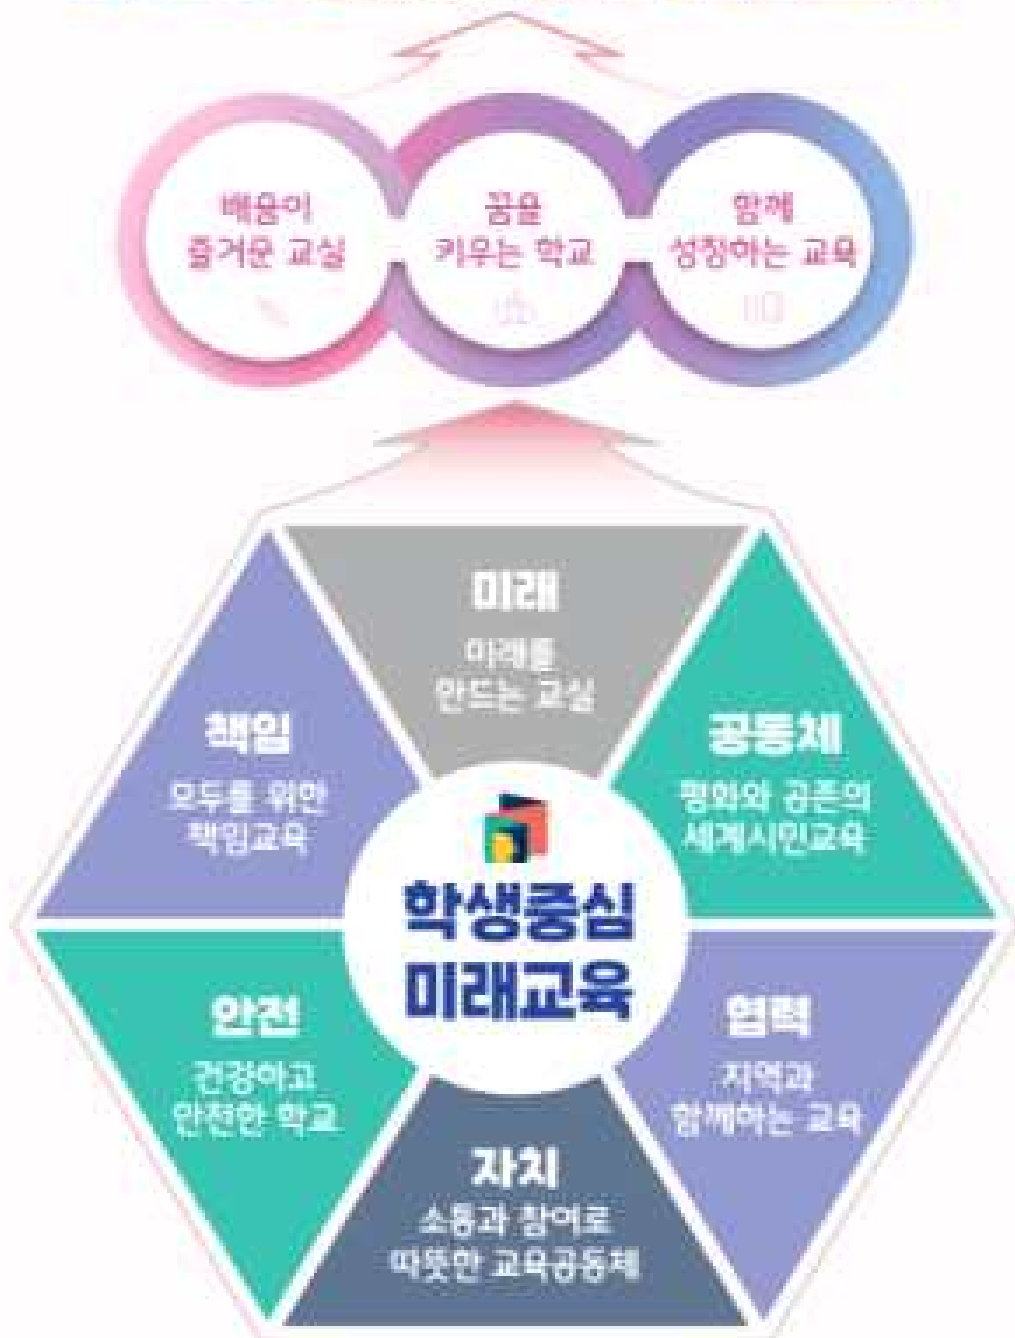 배움이
즐거운 교실
꿈을
키우는 학교
함께
성장하는 교육
미래
미래를
만드는 교실
책임
모두를 위한
책임교육
공동체
평화와 공존의
세계시민교육
학생중심
미래교육
안전
건강하고
안전한 학교
협력
지역과
함께하는 교육
자치
소통과 참여로
따뜻한 교육공동체